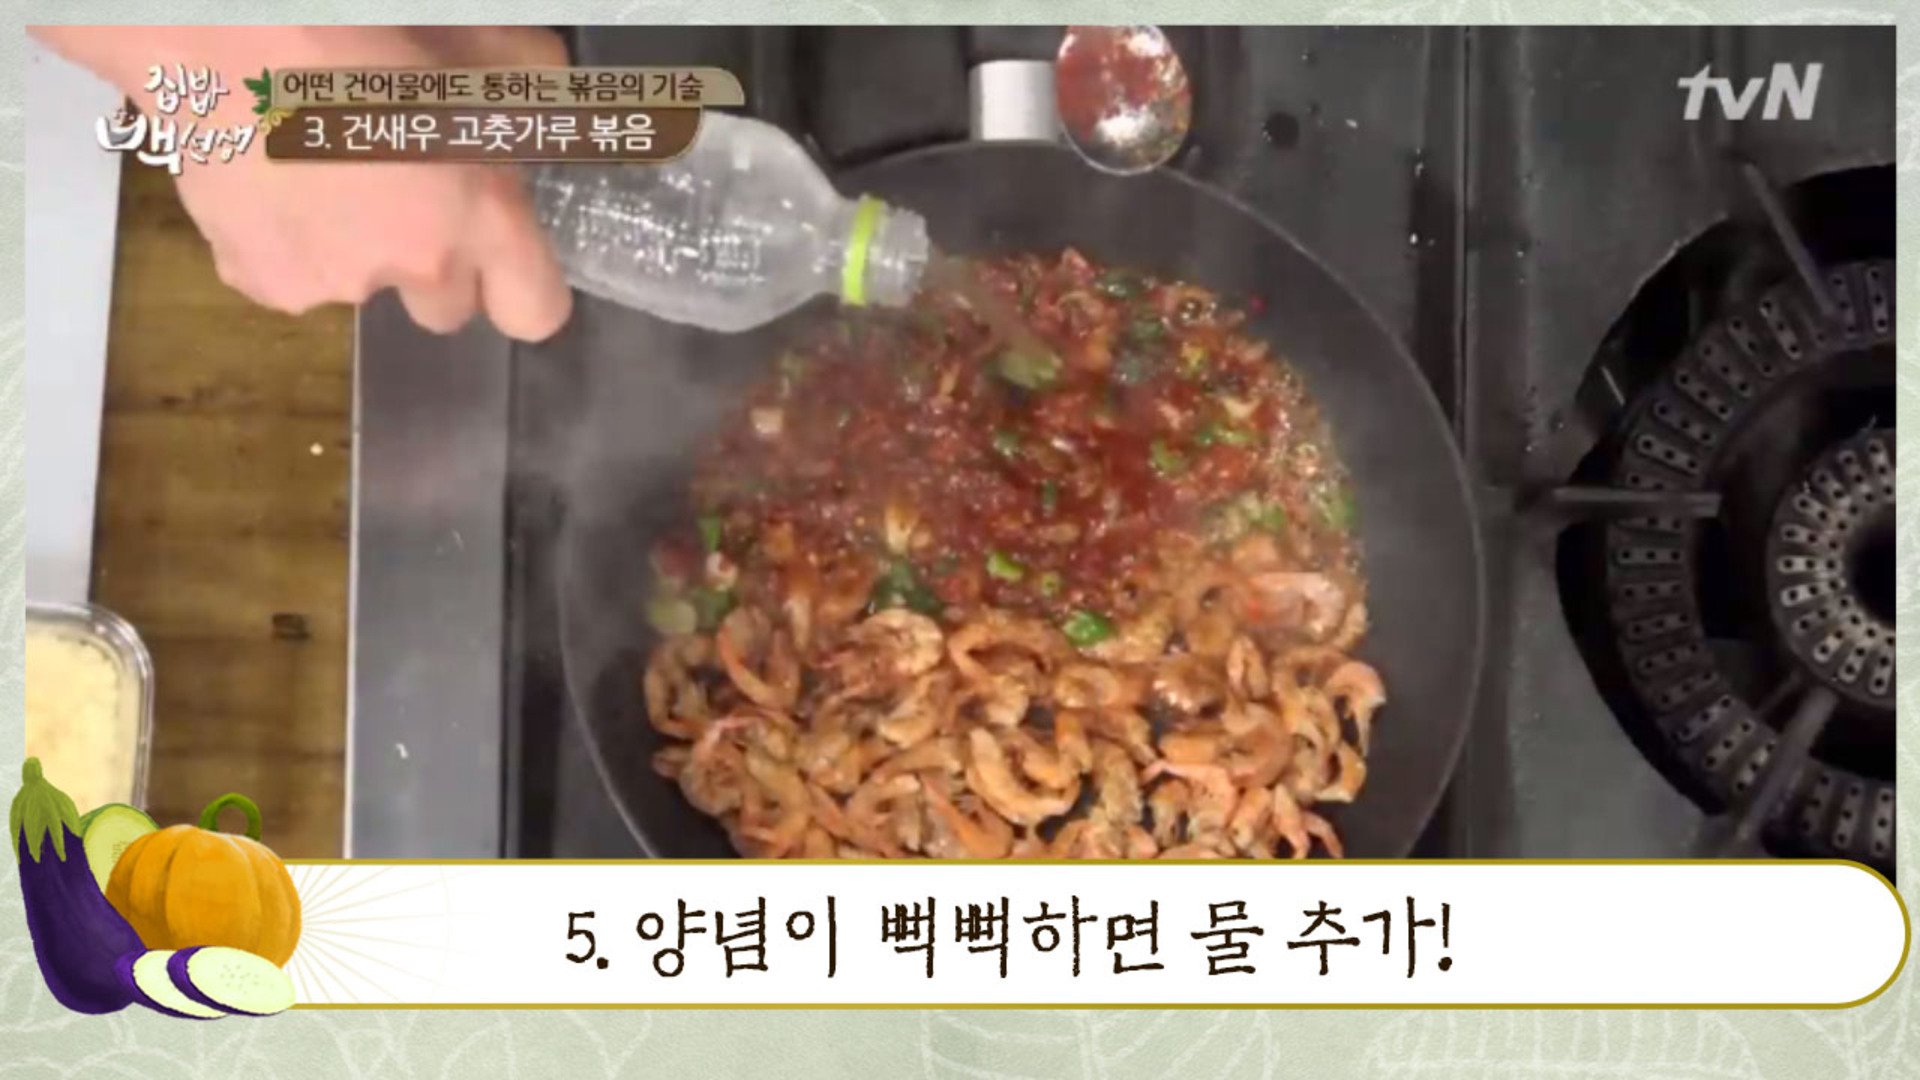 집밥
백선생
어떤 건어물에도 통하는 볶음의 기술
3. 건새우 고춧가루 볶음
tvN
5. 양념이 뻑뻑하면 물 추가!